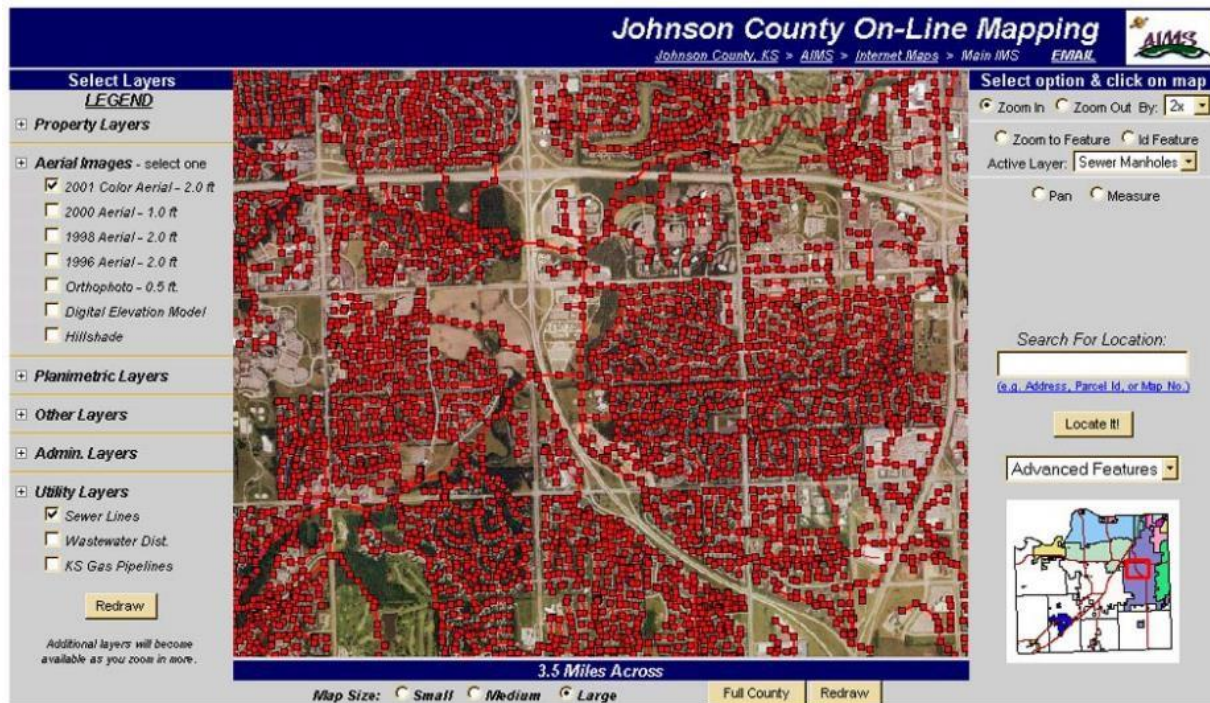 Johnson County On-Line Mapping
Johnson County, KS > AIMS > Internet Maps > Main IMS EMAIL
AIMS
Select Layers
LEGEND
Property Layers
Aerial Images - select one
2001 Color Aerial - 2.0 ft
2000 Aerial - 1.0 ft
1998 Aerial - 2.0 ft
1996 Aerial - 2.0 ft
Orthophoto - 0.5 ft.
Digital Elevation Model
Hillshade
Planimetric Layers
Other Layers
Admin. Layers
Utility Layers
Sewer Lines
Wastewater Dist.
KS Gas Pipelines
Redraw
Additional layers will become
available as you zoom in more.
3.5 Miles Across
Map Size: Small Medium Large Full County Redraw
Select option & click on map
Zoom In Zoom Out By: 2x
Zoom to Feature Id Feature
Active Layer: Sewer Manholes
Pan Measure
Search For Location:
(e.g. Address, Parcel Id, or Map No.)
Locate It!
Advanced Features